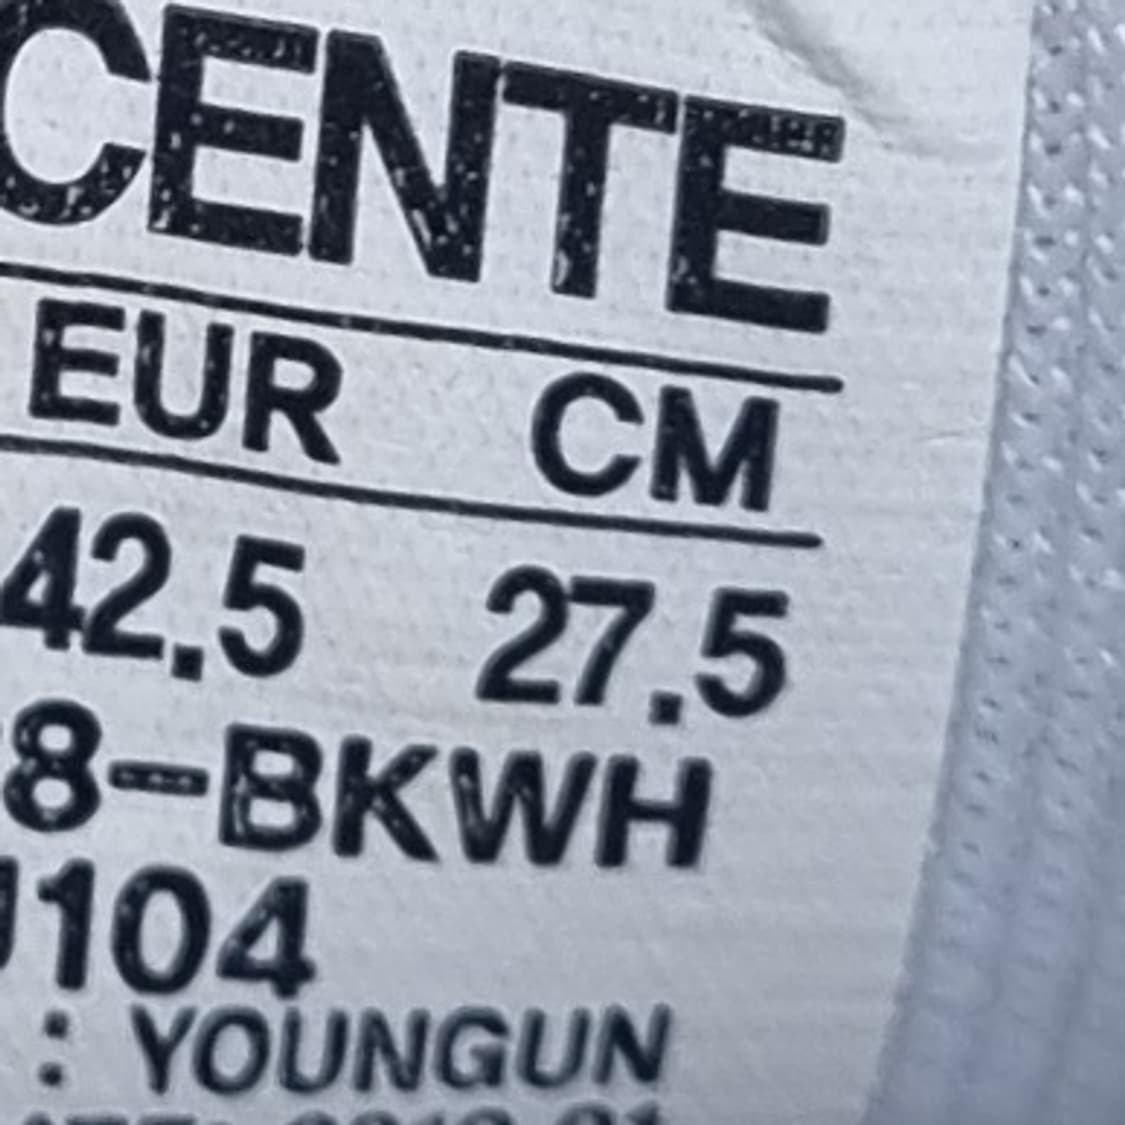 CENTE
EUR CM
42.5 27.5
8-BKWH
104
: YOUNGUN